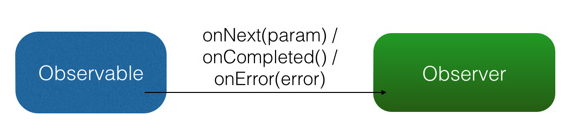 Observable
onNext(param) /
onCompleted() /
onError(error)
Observer